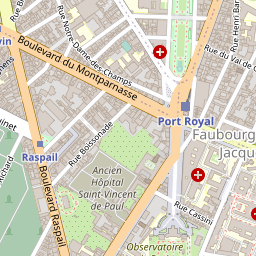 Rue Notre-Dame-des Champs
Boulevard du Montparnasse
Rue du Val de G
Rue Henri Bar
Port Royal
Faubourg
Jacqu
Raspail
Rue Boissonade
Boulevard Raspail
Ancien
Hôpital
Saint-Vincent
de Paul
Rue Cassini
Observatoire